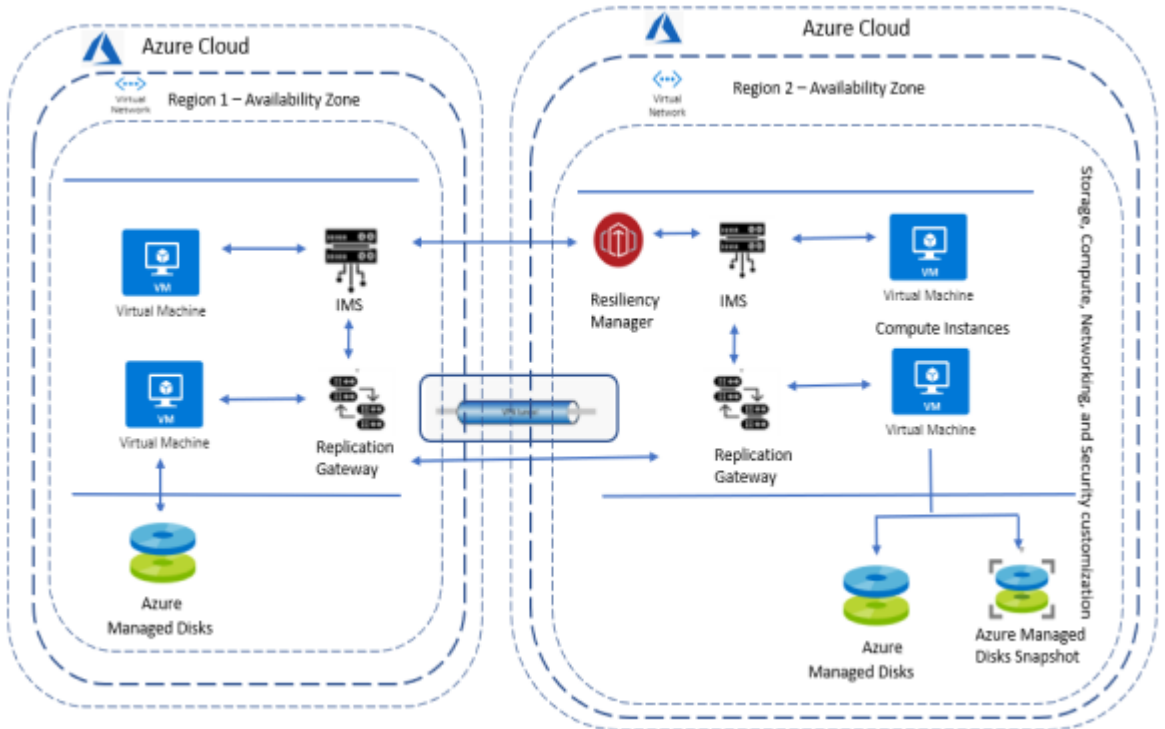 Azure Cloud
Virtual
Network
Region 1 – Availability Zone
VM
Virtual Machine
IMS
VM
Virtual Machine
Replication
Gateway
Azure
Managed Disks
Azure Cloud
Virtual
Network
Region 2 – Availability Zone
Resiliency
Manager
IMS
VM
Virtual Machine
Compute Instances
VM
Virtual Machine
Replication
Gateway
Azure
Managed Disks
Azure Managed
Disks Snapshot
Storage, Compute, Networking, and Security customization